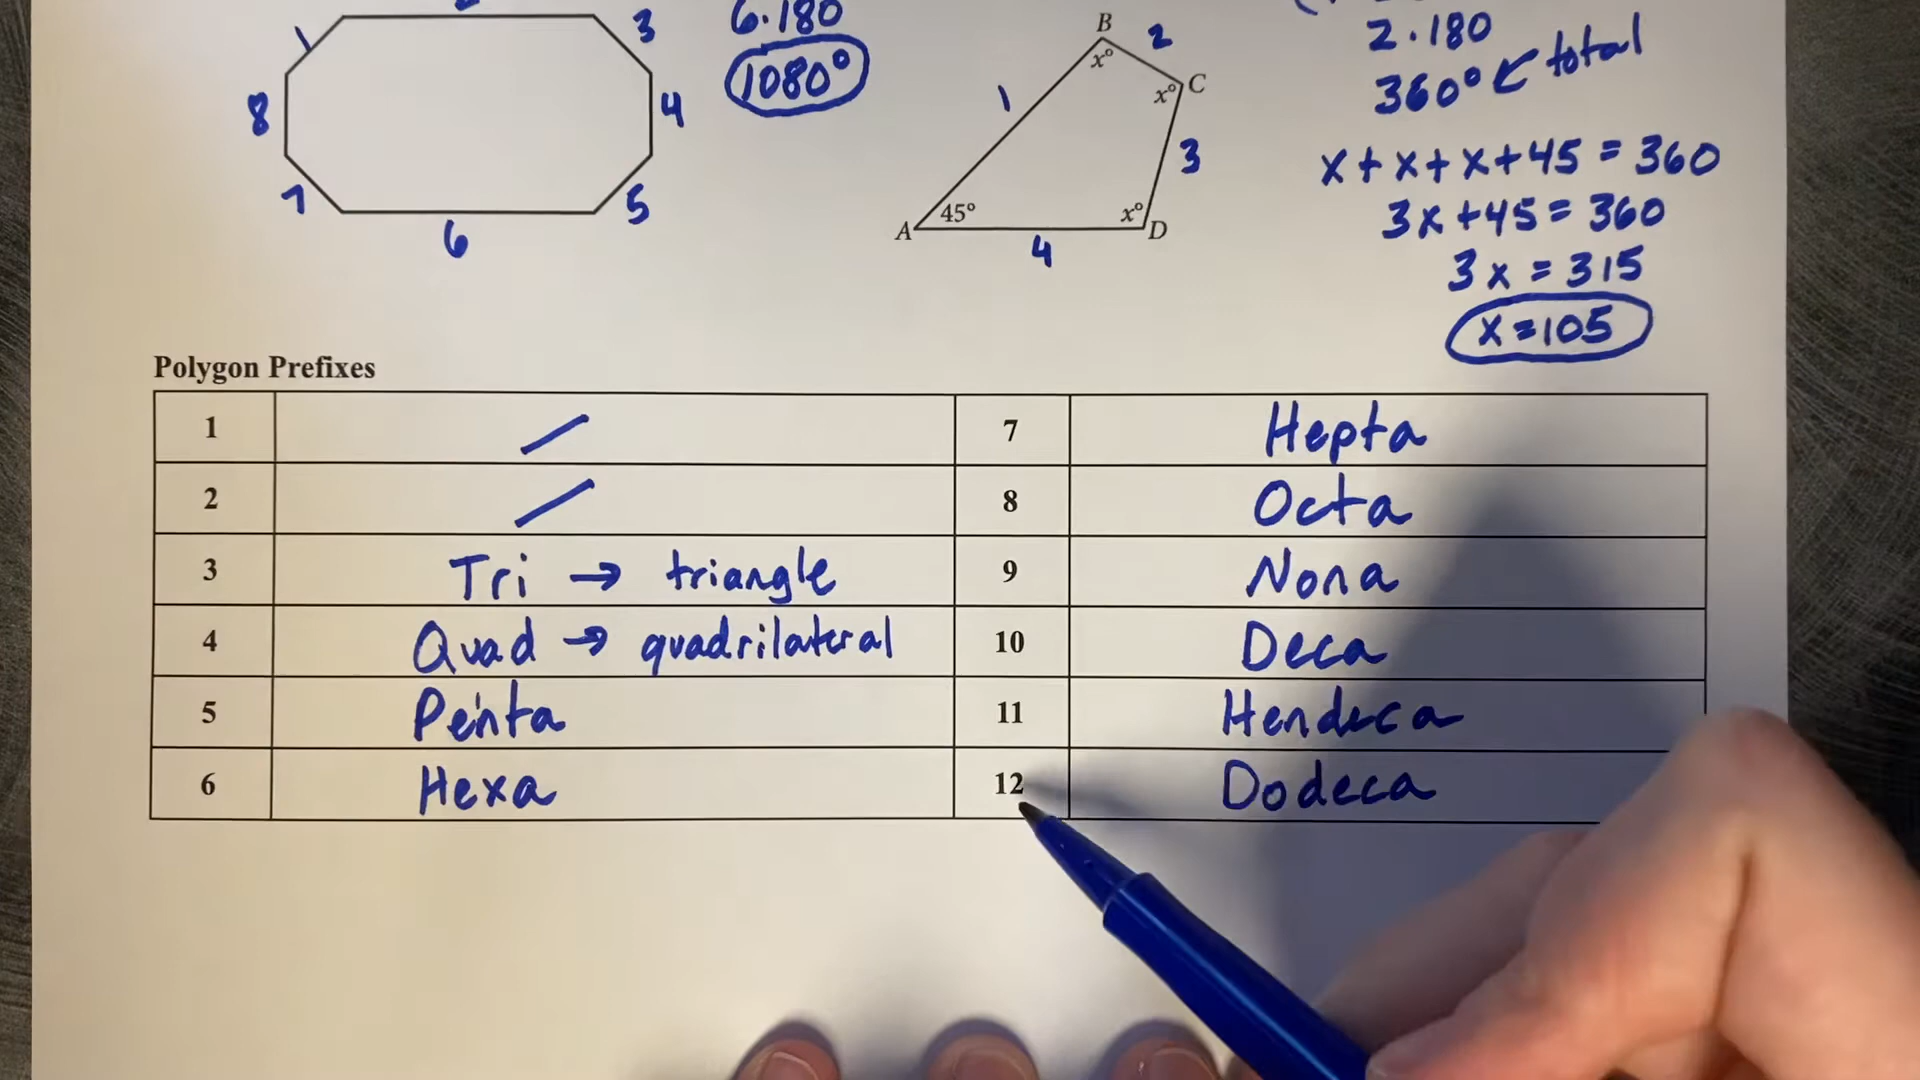 1
3
4
5
6
7
8
6.180
1080°
B
x°
2
x° C
1
3
45°
x°
A
D
4
2.180
360° ← total
x + x + x + 45 = 360
3x + 45 = 360
3x = 315
x = 105
Polygon Prefixes
1
7 Hepta
2
8 Octa
3 Tri → triangle
9 Nona
4 Quad → quadrilateral
10 Deca
5 Penta
11 Hendeca
6 Hexa
12 Dodeca